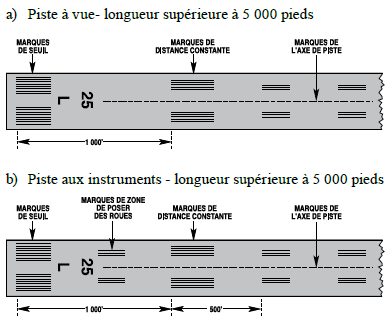 a) Piste à vue- longueur supérieure à 5 000 pieds
MARQUES
DE SEUIL
MARQUES DE
DISTANCE CONSTANTE
MARQUES DE
L'AXE DE PISTE
25
L
1 000'
b) Piste aux instruments - longueur supérieure à 5 000 pieds
MARQUES
DE SEUIL
MARQUES DE ZONE
DE POSER
DES ROUES
MARQUES DE
DISTANCE CONSTANTE
MARQUES DE
L'AXE DE PISTE
25
L
1 000'
500'